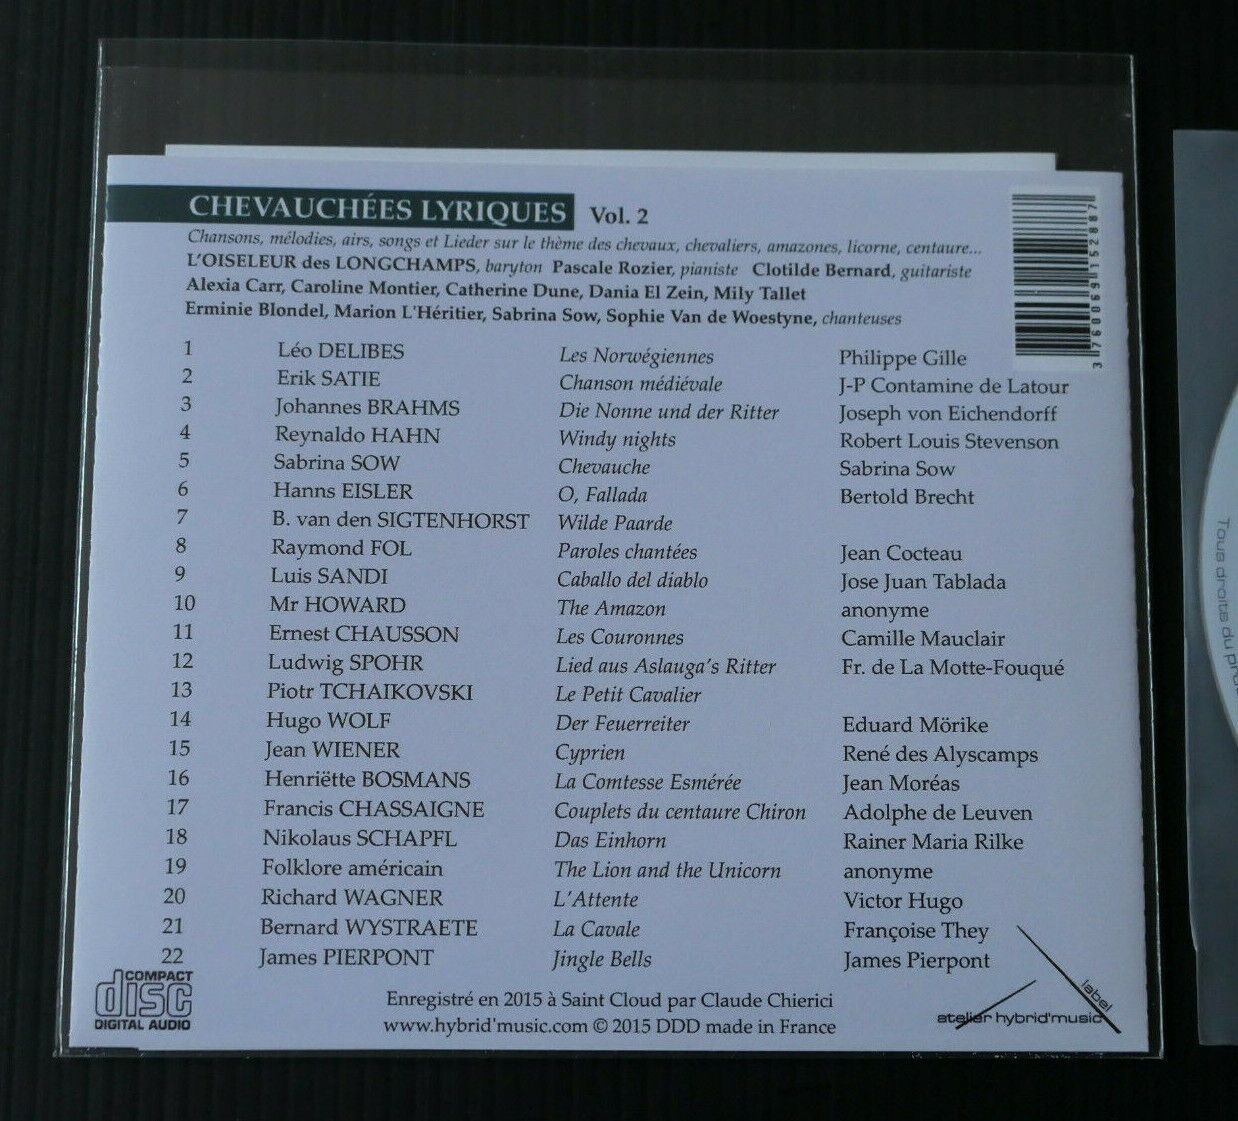 CHEVAUCHÉES LYRIQUES Vol. 2
Chansons, mélodies, airs, songs et Lieder sur le thème des chevaux, chevaliers, amazones, licorne, centaure...
L'OISELEUR des LONGCHAMPS, baryton Pascale Rozier, pianiste Clotilde Bernard, guitariste
Alexia Carr, Caroline Montier, Catherine Dune, Dania El Zein, Mily Tallet
Erminie Blondel, Marion L'Héritier, Sabrina Sow, Sophie Van de Woestyne, chanteuses
3 760069 152887
1 Léo DELIBES Les Norwégiennes Philippe Gille
2 Erik SATIE Chanson médiévale J-P Contamine de Latour
3 Johannes BRAHMS Die Nonne und der Ritter Joseph von Eichendorff
4 Reynaldo HAHN Windy nights Robert Louis Stevenson
5 Sabrina SOW Chevauche Sabrina Sow
6 Hanns EISLER O, Fallada Bertold Brecht
7 B. van den SIGTENHORST Wilde Paarde
8 Raymond FOL Paroles chantées Jean Cocteau
9 Luis SANDI Caballo del diablo Jose Juan Tablada
10 Mr HOWARD The Amazon anonyme
11 Ernest CHAUSSON Les Couronnes Camille Mauclair
12 Ludwig SPOHR Lied aus Aslauga's Ritter Fr. de La Motte-Fouqué
13 Piotr TCHAIKOVSKI Le Petit Cavalier
14 Hugo WOLF Der Feuerreiter Eduard Mörike
15 Jean WIENER Cyprien René des Alyscamps
16 Henriëtte BOSMANS La Comtesse Esmérée Jean Moréas
17 Francis CHASSAIGNE Couplets du centaure Chiron Adolphe de Leuven
18 Nikolaus SCHAPFL Das Einhorn Rainer Maria Rilke
19 Folklore américain The Lion and the Unicorn anonyme
20 Richard WAGNER L'Attente Victor Hugo
21 Bernard WYSTRAETE La Cavale Françoise They
22 James PIERPONT Jingle Bells James Pierpont
COMPACT
disc
DIGITAL AUDIO
Enregistré en 2015 à Saint Cloud par Claude Chierici
www.hybrid'music.com © 2015 DDD made in France
label
atelier hybrid'music
Tous droits du